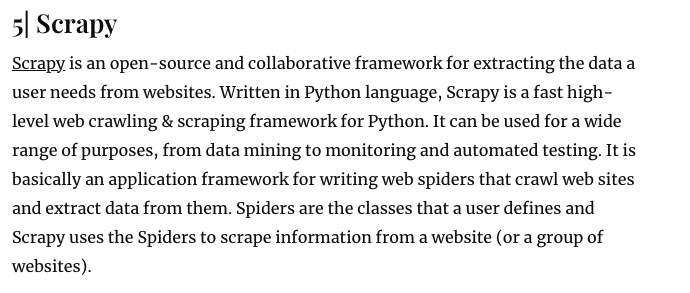 5| Scrapy
Scrapy is an open-source and collaborative framework for extracting the data a
user needs from websites. Written in Python language, Scrapy is a fast high-
level web crawling & scraping framework for Python. It can be used for a wide
range of purposes, from data mining to monitoring and automated testing. It is
basically an application framework for writing web spiders that crawl web sites
and extract data from them. Spiders are the classes that a user defines and
Scrapy uses the Spiders to scrape information from a website (or a group of
websites).